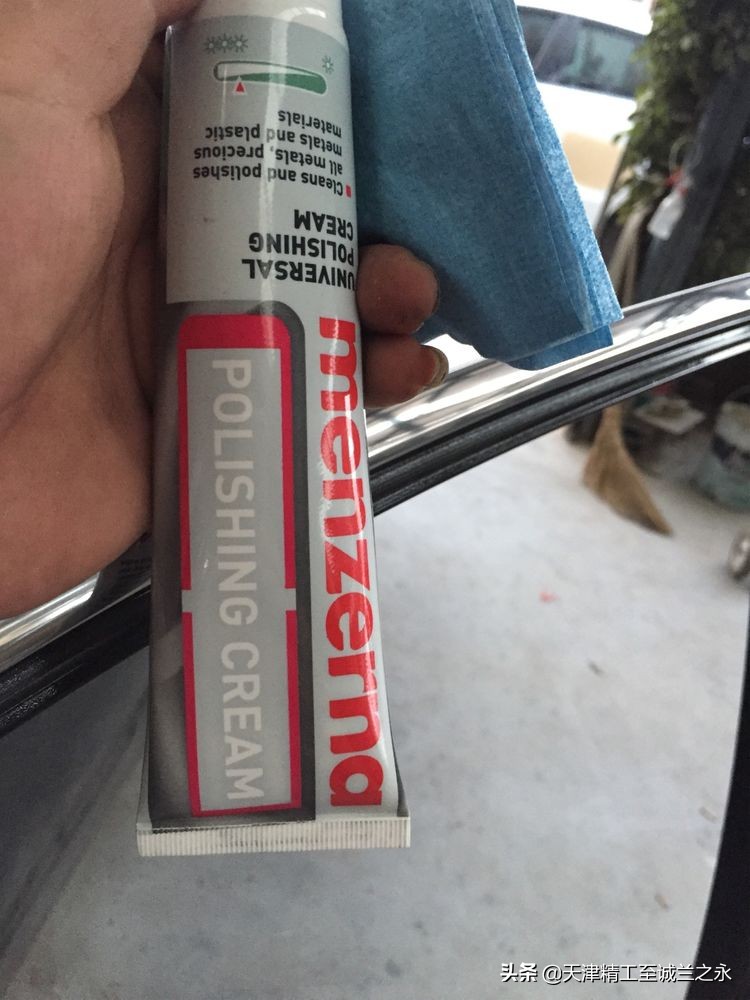 menzerna
POLISHING CREAM
UNIVERSAL
POLISHING
CREAM
Cleans and polishes
all metals, precious
metals and plastic
materials
头条 @天津精工至诚兰之永